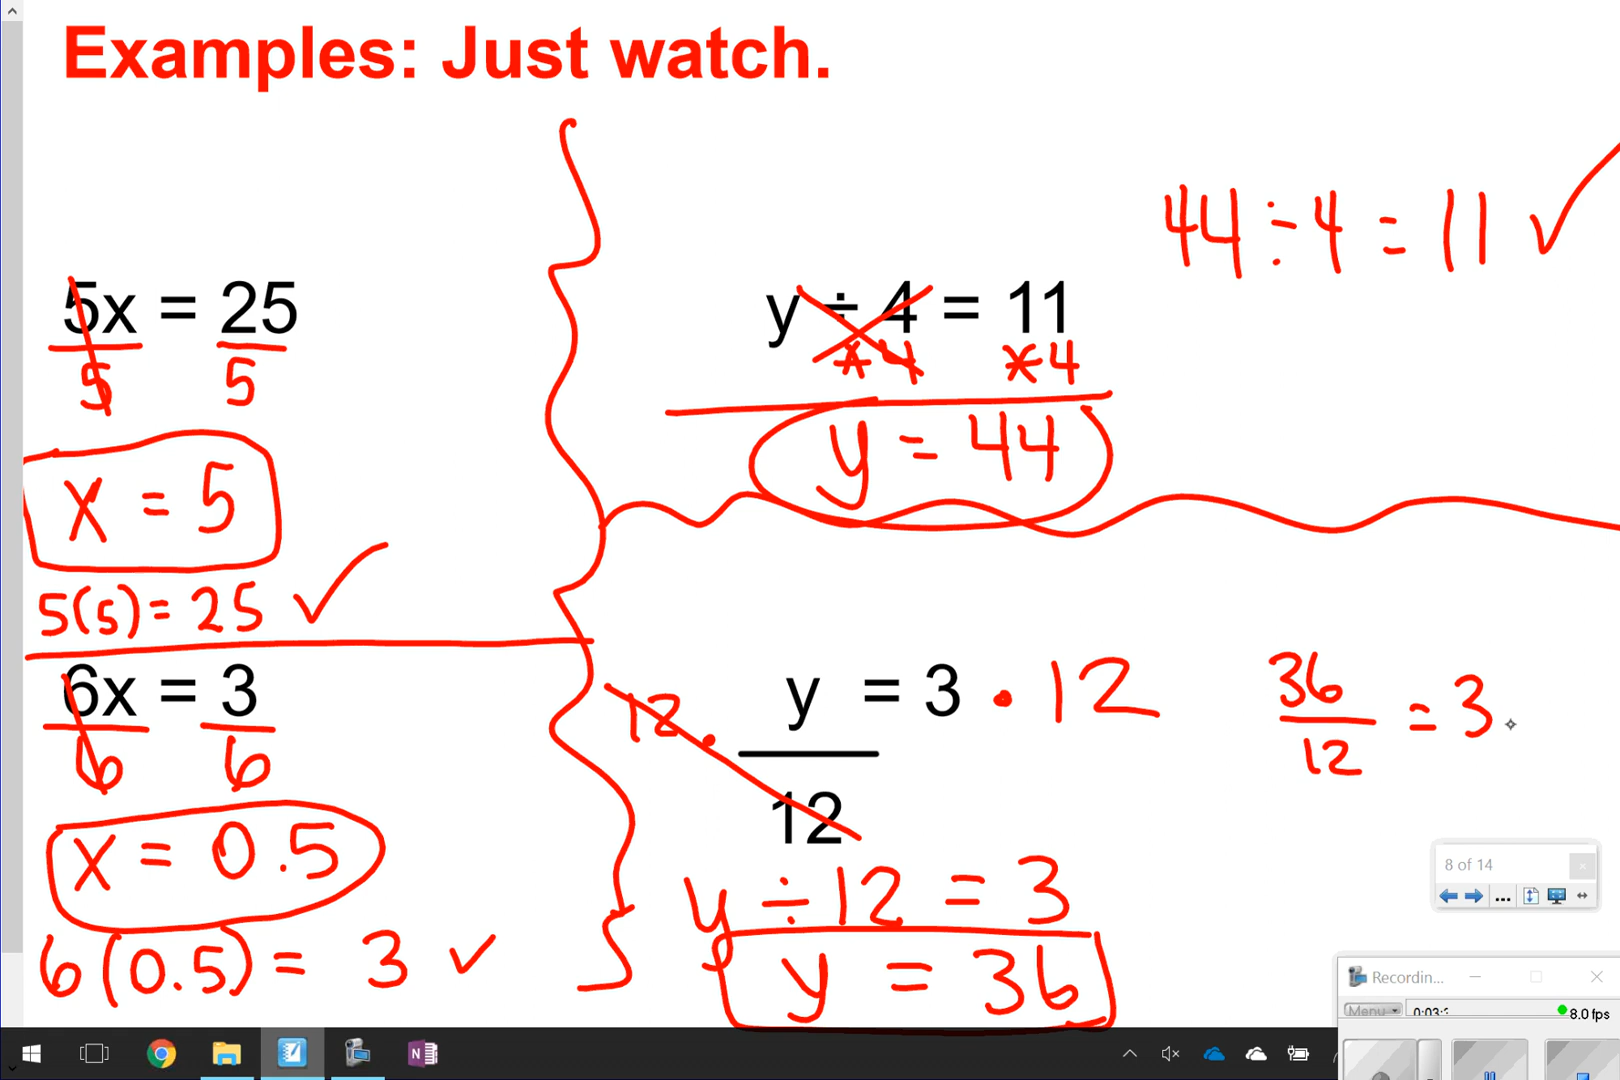 Examples: Just watch.
5x = 25
5 5
x = 5
5(5) = 25 ✓
6x = 3
6 6
x = 0.5
6(0.5) = 3 ✓
44 ÷ 4 = 11 ✓
y ÷ 4 = 11
*4 *4
y = 44
12 • y = 3 • 12
12
y ÷ 12 = 3
y = 36
36 = 3
12
8 of 14
...
Recordin...
Menu
0:03:
8.0 fps
N